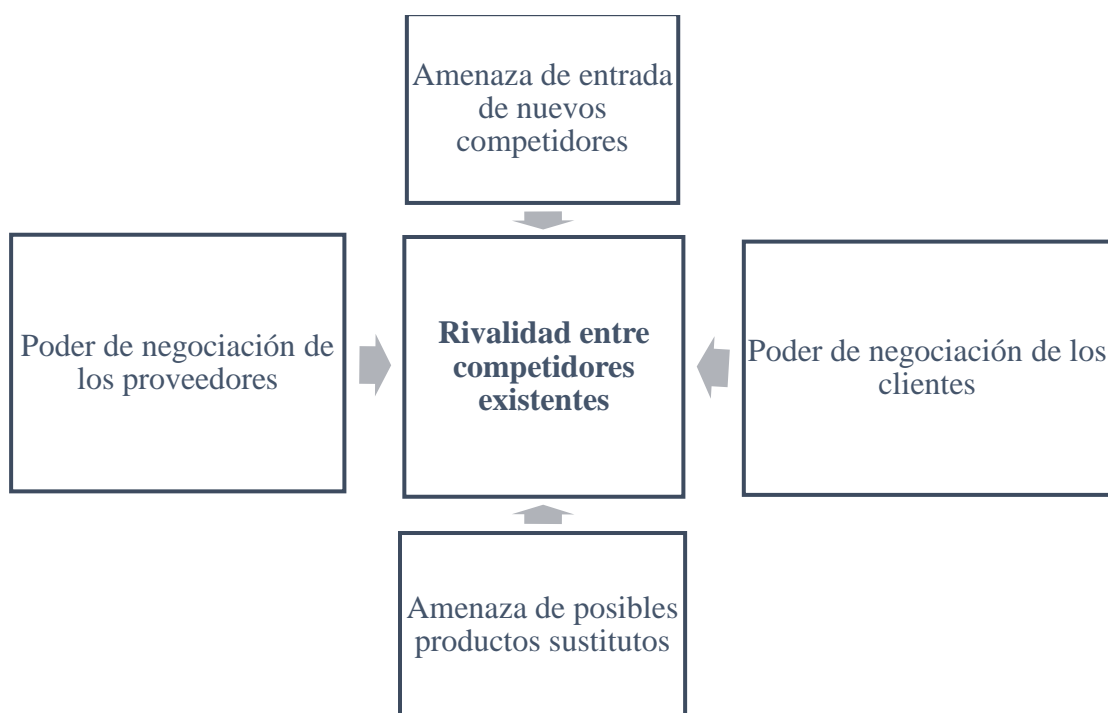 Amenaza de entrada
de nuevos
competidores
Poder de negociación de
los proveedores
Rivalidad entre
competidores
existentes
Poder de negociación de los
clientes
Amenaza de posibles
productos sustitutos